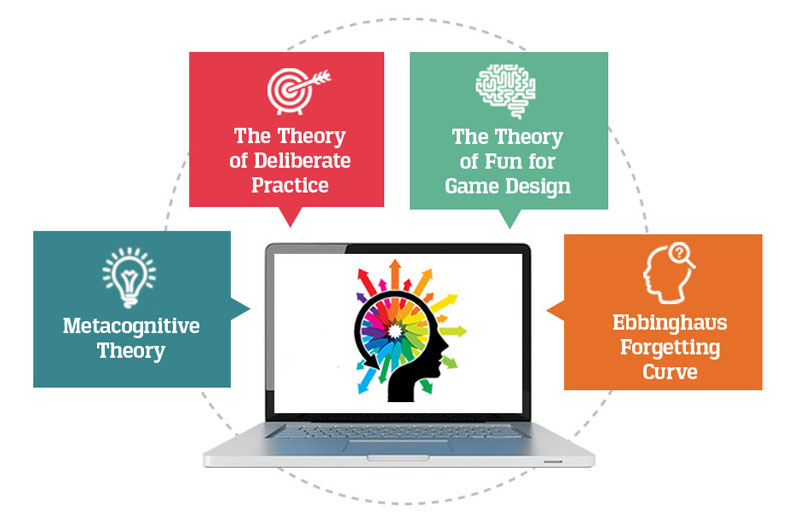 The Theory
of Deliberate
Practice
The Theory
of Fun for
Game Design
Metacognitive
Theory
Ebbinghaus
Forgetting
Curve